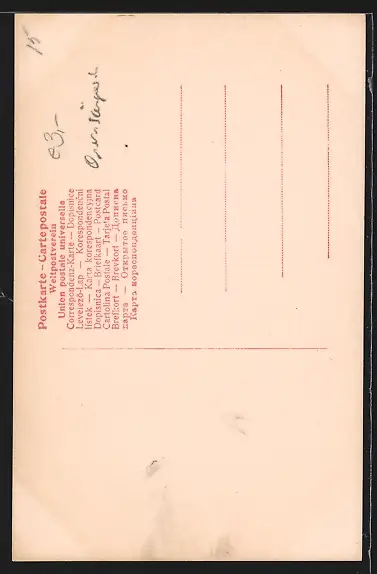 Postkarte – Carte postale
Weltpostverein
Union postale universelle
Correspondenz-Karte — Dopisnice
Levelező-Lap — Korespondenční
lístek — Karta korespondencyjna
Dopisnica — Briefkaart — Postcard
Cartolina Postale — Tarjeta Postal
Brefkort — Brevkort — Дописна
карта — Открытое письмо
Карта кореспонденційна
15